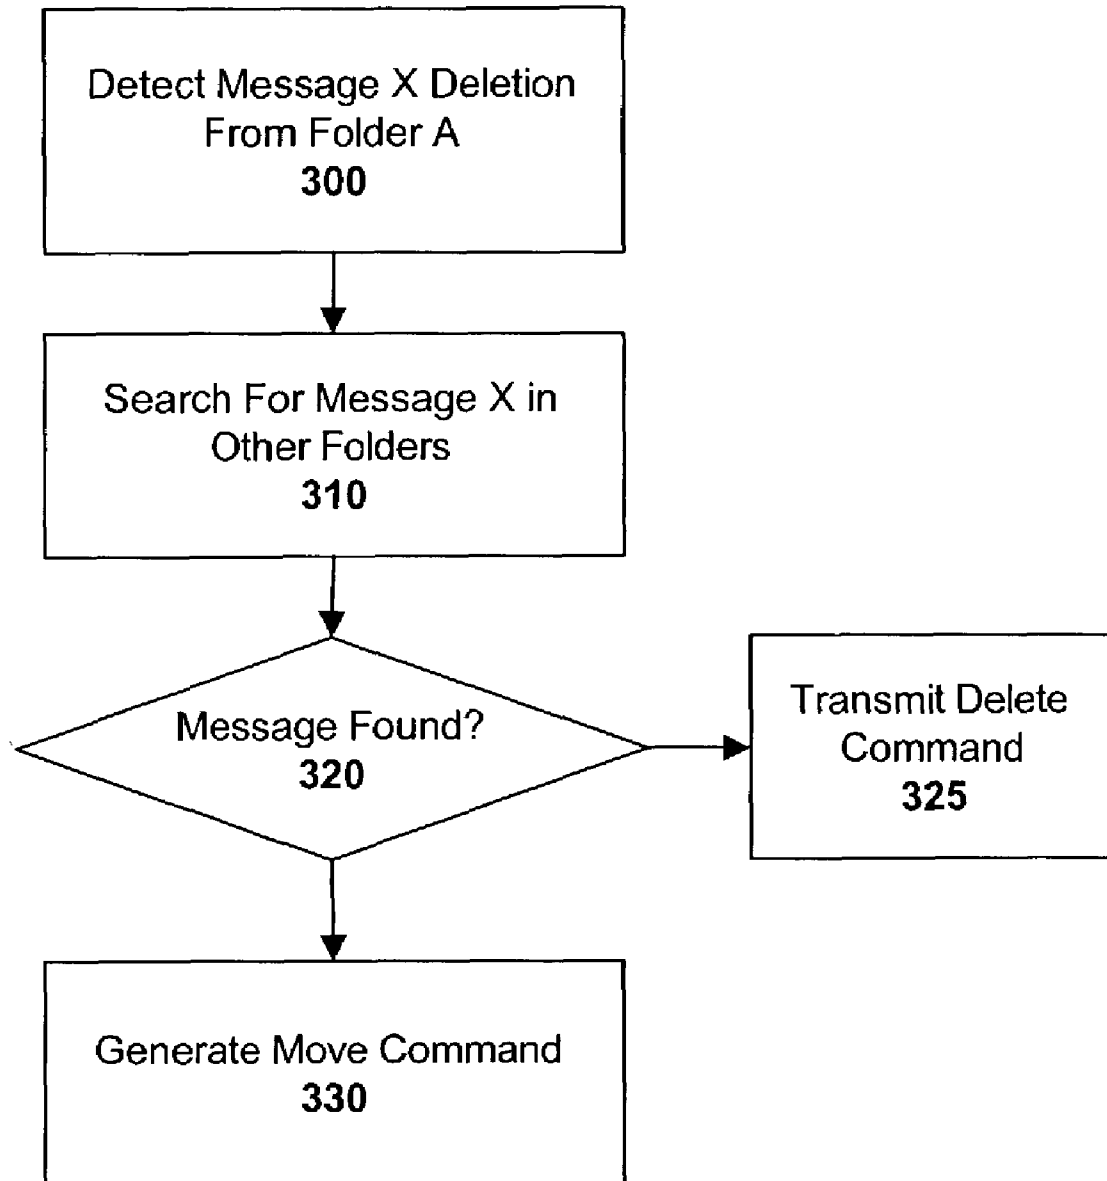 Detect Message X Deletion
From Folder A
300
Search For Message X in
Other Folders
310
Message Found?
320
Transmit Delete
Command
325
Generate Move Command
330